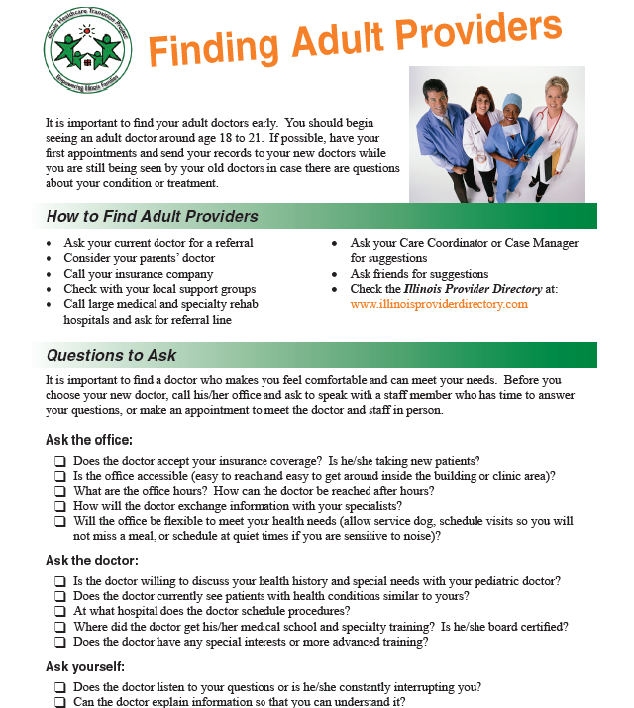 Illinois Healthcare Transition Project
Empowering Illinois Families
Finding Adult Providers
It is important to find your adult doctors early. You should begin
seeing an adult doctor around age 18 to 21. If possible, have your
first appointments and send your records to your new doctors while
you are still being seen by your old doctors in case there are questions
about your condition or treatment.
How to Find Adult Providers
• Ask your current doctor for a referral
• Consider your parents' doctor
• Call your insurance company
• Check with your local support groups
• Call large medical and specialty rehab
hospitals and ask for referral line
• Ask your Care Coordinator or Case Manager
for suggestions
• Ask friends for suggestions
• Check the Illinois Provider Directory at:
www.illinoisproviderdirectory.com
Questions to Ask
It is important to find a doctor who makes you feel comfortable and can meet your needs. Before you
choose your new doctor, call his/her office and ask to speak with a staff member who has time to answer
your questions, or make an appointment to meet the doctor and staff in person.
Ask the office:
❏ Does the doctor accept your insurance coverage? Is he/she taking new patients?
❏ Is the office accessible (easy to reach and easy to get around inside the building or clinic area)?
❏ What are the office hours? How can the doctor be reached after hours?
❏ How will the doctor exchange information with your specialists?
❏ Will the office be flexible to meet your health needs (allow service dog, schedule visits so you will
not miss a meal, or schedule at quiet times if you are sensitive to noise)?
Ask the doctor:
❏ Is the doctor willing to discuss your health history and special needs with your pediatric doctor?
❏ Does the doctor currently see patients with health conditions similar to yours?
❏ At what hospital does the doctor schedule procedures?
❏ Where did the doctor get his/her medical school and specialty training? Is he/she board certified?
❏ Does the doctor have any special interests or more advanced training?
Ask yourself:
❏ Does the doctor listen to your questions or is he/she constantly interrupting you?
❏ Can the doctor explain information so that you can understand it?